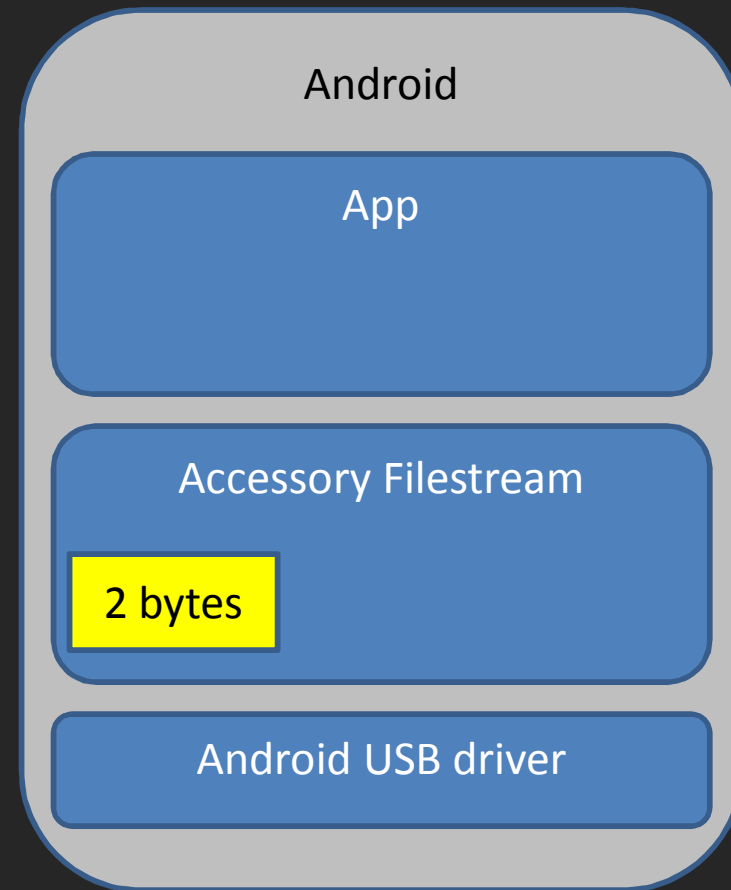 Android
App
Accessory Filestream
2 bytes
Android USB driver